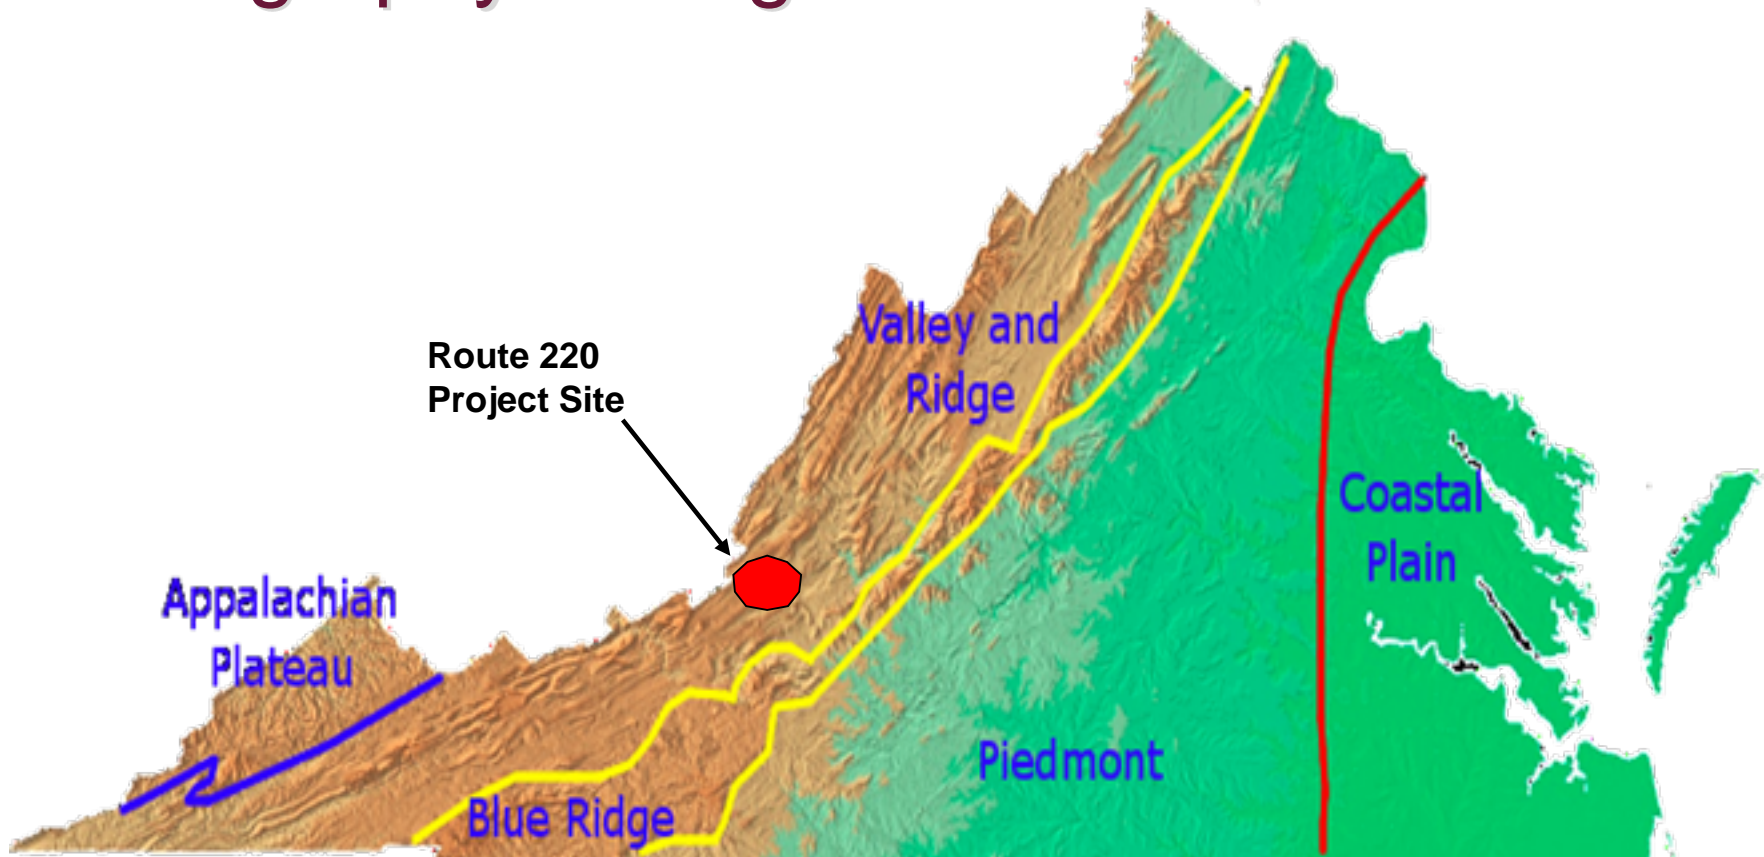 Route 220
Project Site
Valley and
Ridge
Coastal
Plain
Appalachian
Plateau
Piedmont
Blue Ridge